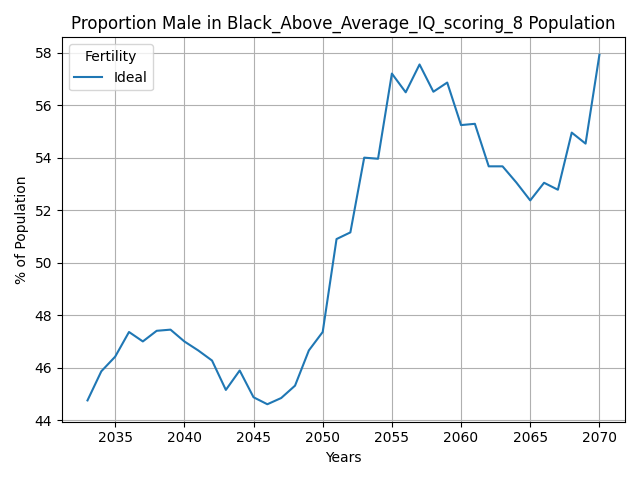 Proportion Male in Black_Above_Average_IQ_scoring_8 Population
Fertility
Ideal
% of Population
58
56
54
52
50
48
46
44
2035 2040 2045 2050 2055 2060 2065 2070
Years